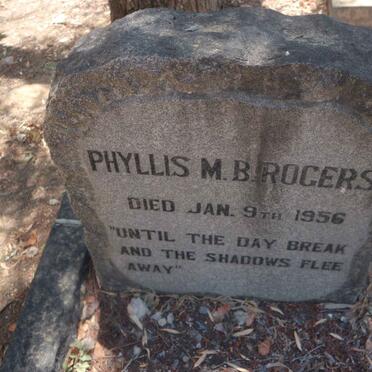 PHYLLIS M.B. ROGERS
DIED JAN. 9TH 1956
"UNTIL THE DAY BREAK
AND THE SHADOWS FLEE
AWAY"